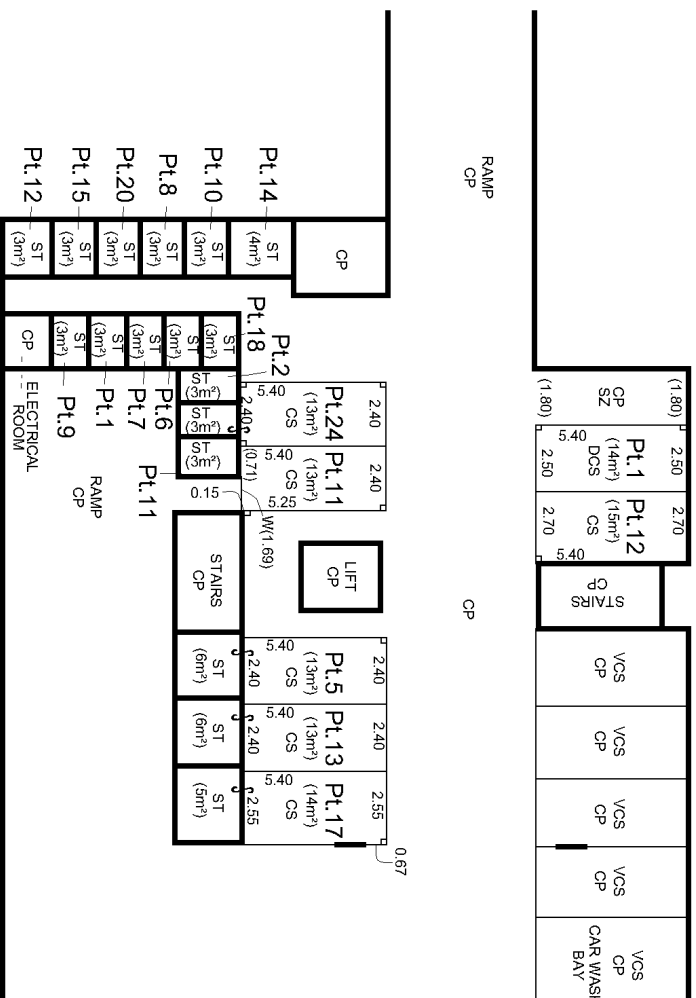 RAMP
CP
Pt.12
Pt.15
Pt.20
Pt.8
Pt.10
Pt.14
ST
(3m²)
ST
(3m²)
ST
(3m²)
ST
(3m²)
ST
(3m²)
ST
(4m²)
CP
CP
ST
(3m²)
ST
(3m²)
ST
(3m²)
ST
(3m²)
ST
(3m²)
Pt.18
Pt.2
Pt.9
Pt.1
Pt.7
Pt.6
Pt.11
ELECTRICAL
ROOM
RAMP
CP
ST
(3m²)
ST
(3m²)
ST
(3m²)
5.40
2.40
Pt.24
CS
(13m²)
2.40
5.40
(0.71)
Pt.11
CS
(13m²)
2.40
5.25
0.15
W(1.69)
(1.80)
CP
SZ
(1.80)
5.40
Pt.1
(14m²)
DCS
2.50
2.50
Pt.12
(15m²)
CS
2.70
2.70
5.40
STAIRS
CP
LIFT
CP
STAIRS
CP
CP
ST
(6m²)
5.40
2.40
Pt.5
(13m²)
CS
2.40
ST
(6m²)
5.40
2.40
Pt.13
(13m²)
CS
2.40
ST
(5m²)
5.40
2.55
Pt.17
(14m²)
CS
2.55
0.67
VCS
CP
VCS
CP
VCS
CP
VCS
CP
VCS
CP
CAR WAS
BAY